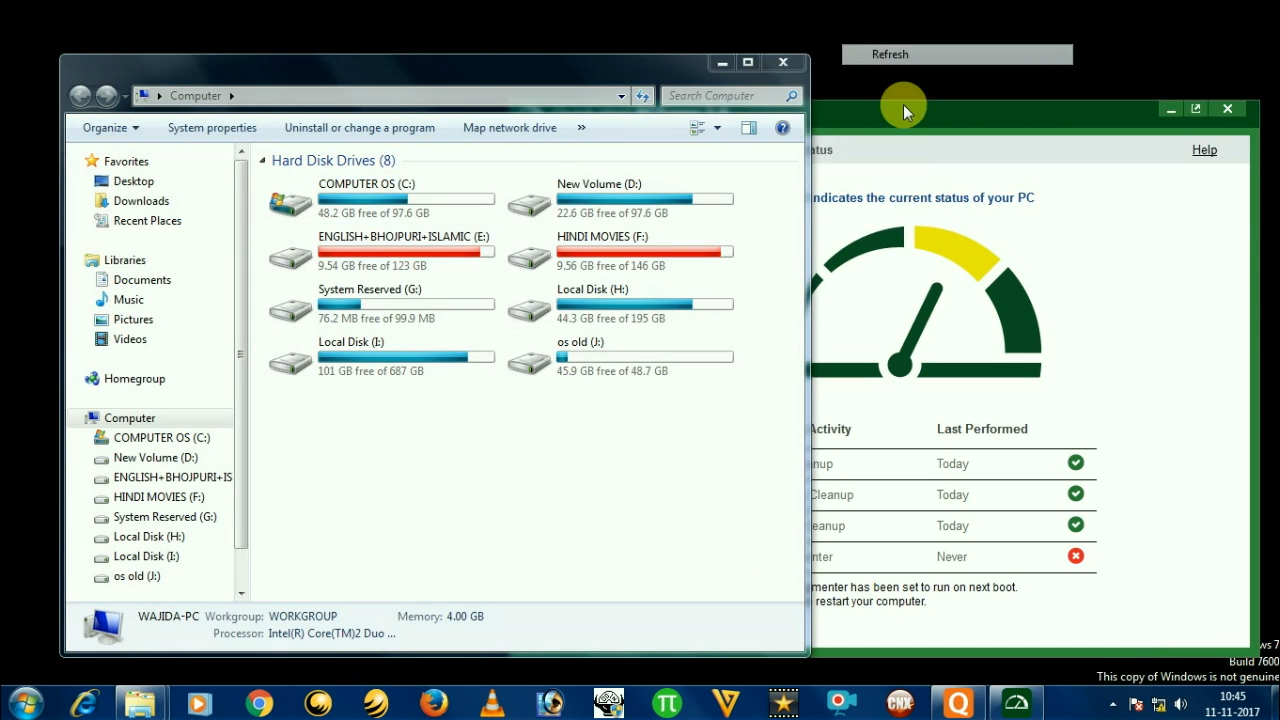 Refresh
Computer
Search Computer
Organize
System properties
Uninstall or change a program
Map network drive
»
Favorites
Desktop
Downloads
Recent Places
Libraries
Documents
Music
Pictures
Videos
Homegroup
Computer
COMPUTER OS (C:)
New Volume (D:)
ENGLISH+BHOJPURI+IS
HINDI MOVIES (F:)
System Reserved (G:)
Local Disk (H:)
Local Disk (I:)
os old (J:)
Hard Disk Drives (8)
COMPUTER OS (C:)
48.2 GB free of 97.6 GB
New Volume (D:)
22.6 GB free of 97.6 GB
ENGLISH+BHOJPURI+ISLAMIC (E:)
9.54 GB free of 123 GB
HINDI MOVIES (F:)
9.56 GB free of 146 GB
System Reserved (G:)
76.2 MB free of 99.9 MB
Local Disk (H:)
44.3 GB free of 195 GB
Local Disk (I:)
101 GB free of 687 GB
os old (J:)
45.9 GB free of 48.7 GB
WAJIDA-PC Workgroup: WORKGROUP Memory: 4.00 GB
Processor: Intel(R) Core(TM)2 Duo ...
atus
Help
ndicates the current status of your PC
Activity Last Performed
nup Today
Cleanup Today
eanup Today
nter Never
menter has been set to run on next boot.
restart your computer.
ws 7
Build 7600
This copy of Windows is not genuine
CNX
10:45
11-11-2017